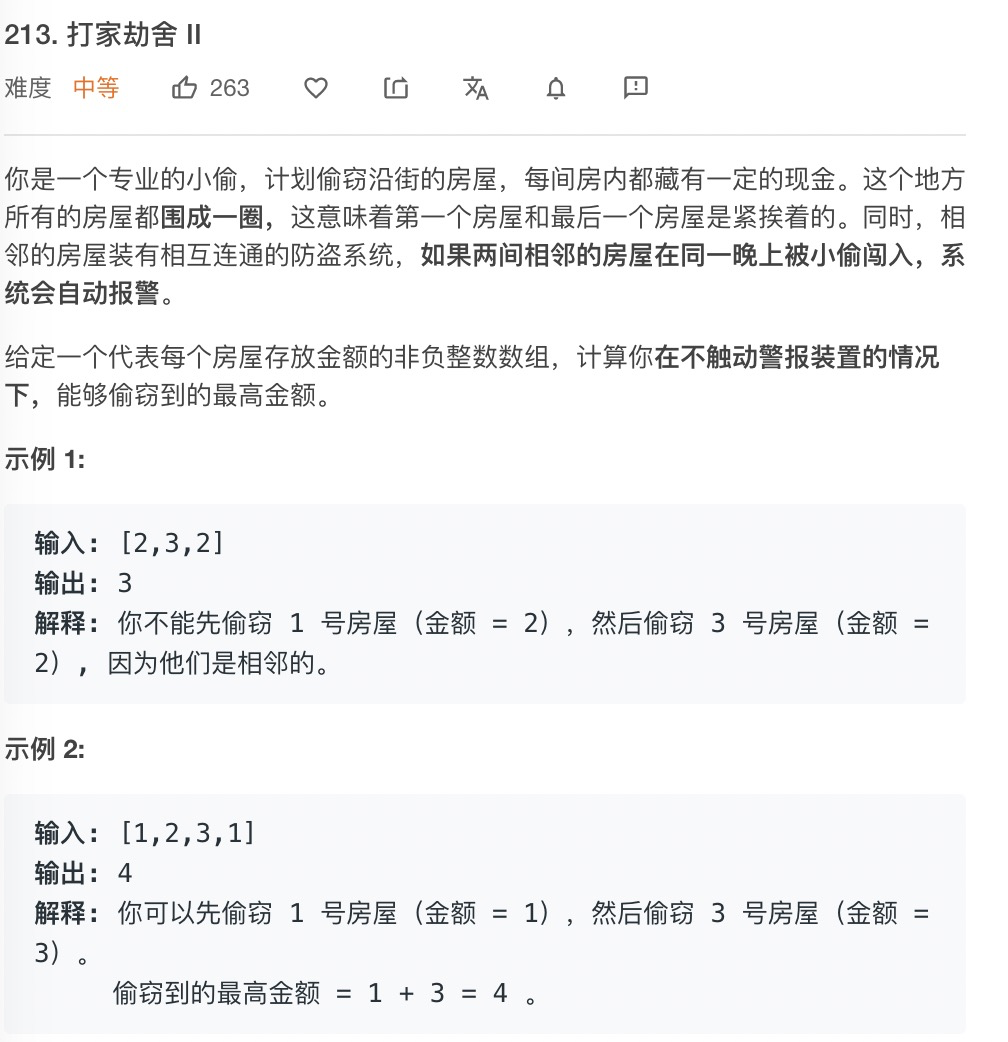 213. 打家劫舍 II
难度 中等 263 文A
你是一个专业的小偷，计划偷窃沿街的房屋，每间房内都藏有一定的现金。这个地方
所有的房屋都围成一圈，这意味着第一个房屋和最后一个房屋是紧挨着的。同时，相
邻的房屋装有相互连通的防盗系统，如果两间相邻的房屋在同一晚上被小偷闯入，系
统会自动报警。
给定一个代表每个房屋存放金额的非负整数数组，计算你在不触动警报装置的情况
下，能够偷窃到的最高金额。
示例 1:
输入: [2,3,2]
输出: 3
解释: 你不能先偷窃 1 号房屋（金额 = 2）, 然后偷窃 3 号房屋（金额 =
2）, 因为他们是相邻的。
示例 2:
输入: [1,2,3,1]
输出: 4
解释: 你可以先偷窃 1 号房屋（金额 = 1）, 然后偷窃 3 号房屋（金额 =
3）。
偷窃到的最高金额 = 1 + 3 = 4 。